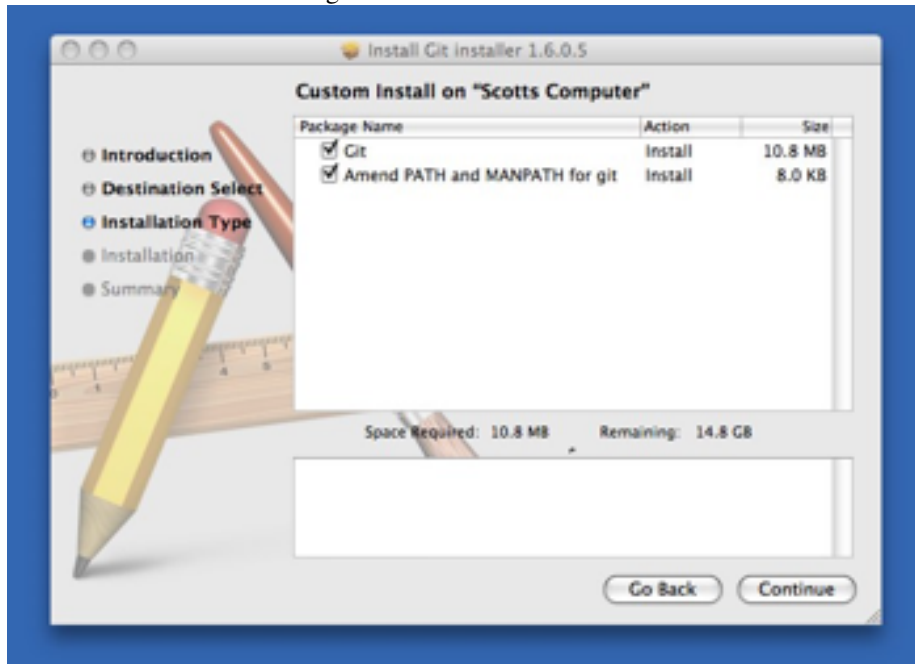 Install Git installer 1.6.0.5
Custom Install on "Scotts Computer"
Package Name Action Size
Git Install 10.8 MB
Amend PATH and MANPATH for git Install 8.0 KB
Introduction
Destination Select
Installation Type
Installation
Summary
Space Required: 10.8 MB Remaining: 14.8 GB
Go Back Continue